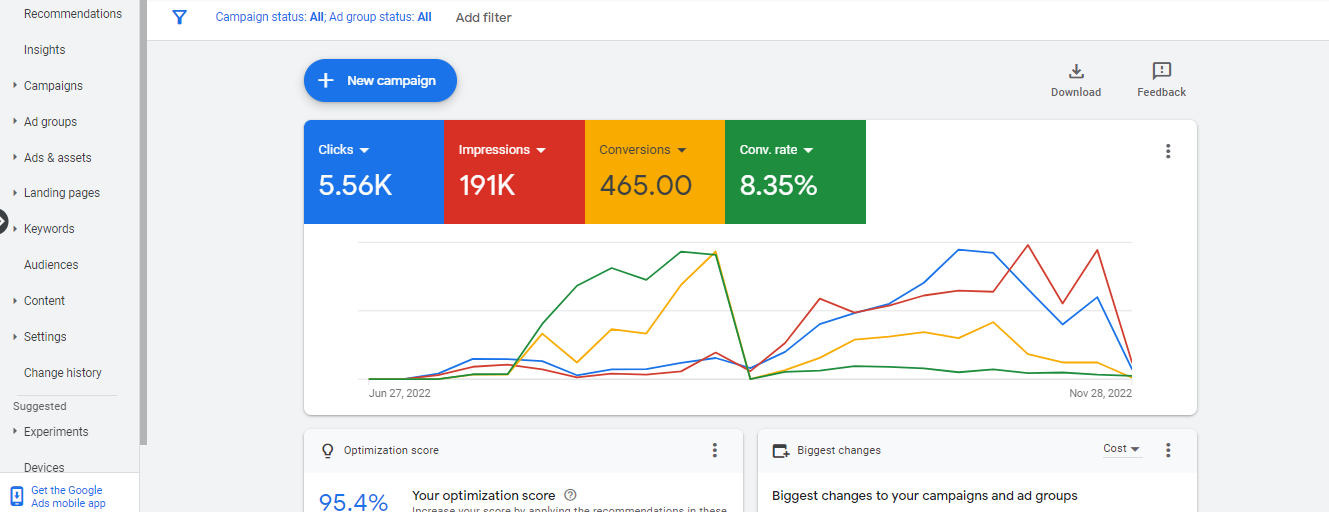 Recommendations
Insights
Campaigns
Ad groups
Ads & assets
Landing pages
Keywords
Audiences
Content
Settings
Change history
Suggested
Experiments
Devices
Get the Google
Ads mobile app
Campaign status: All; Ad group status: All Add filter
New campaign
Download
Feedback
Clicks
5.56K
Impressions
191K
Conversions
465.00
Conv. rate
8.35%
Jun 27, 2022
Nov 28, 2022
Optimization score
95.4%
Your optimization score
Increase your score by applying the recommendations in these
Biggest changes
Cost
Biggest changes to your campaigns and ad groups